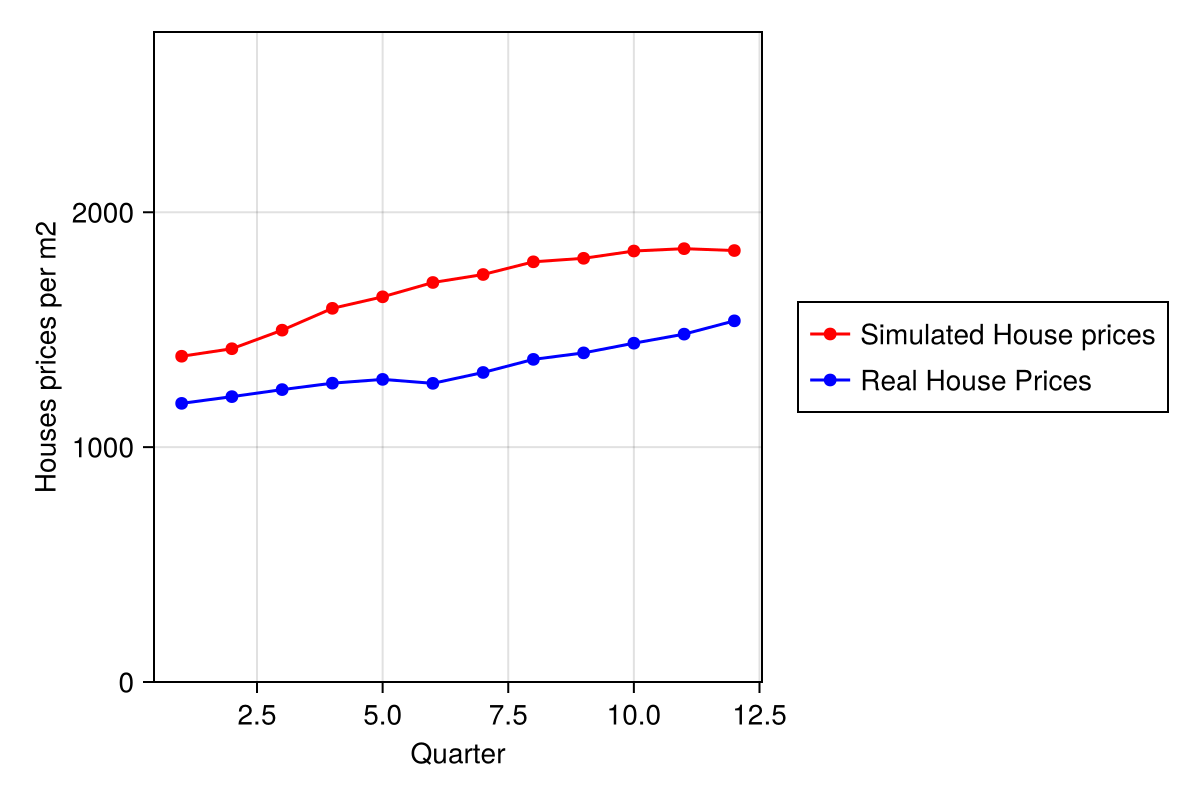 Houses prices per m2
2000
1000
0
2.5 5.0 7.5 10.0 12.5
Quarter
Simulated House prices
Real House Prices